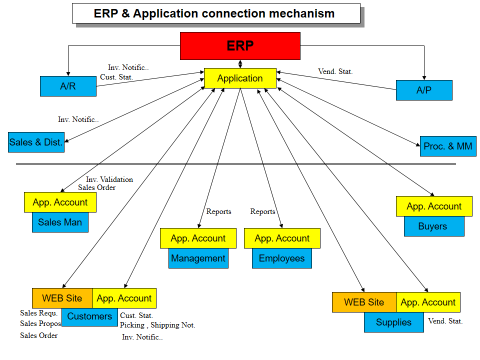 ERP & Application connection mechanism
ERP
Inv. Notific..
Cust. Stat.
Application
Vend. Stat.
A/R
A/P
Inv. Notific..
Sales & Dist.
Proc. & MM
Inv. Validation
Sales Order
App. Account
Sales Man
App. Account
Buyers
Reports
Reports
App. Account
Management
App. Account
Employees
WEB Site
App. Account
Customers
Sales Requ.
Sales Propos
Sales Order
Cust. Stat.
Picking , Shipping Not.
Inv. Notific..
WEB Site
App. Account
Supplies
Vend. Stat.